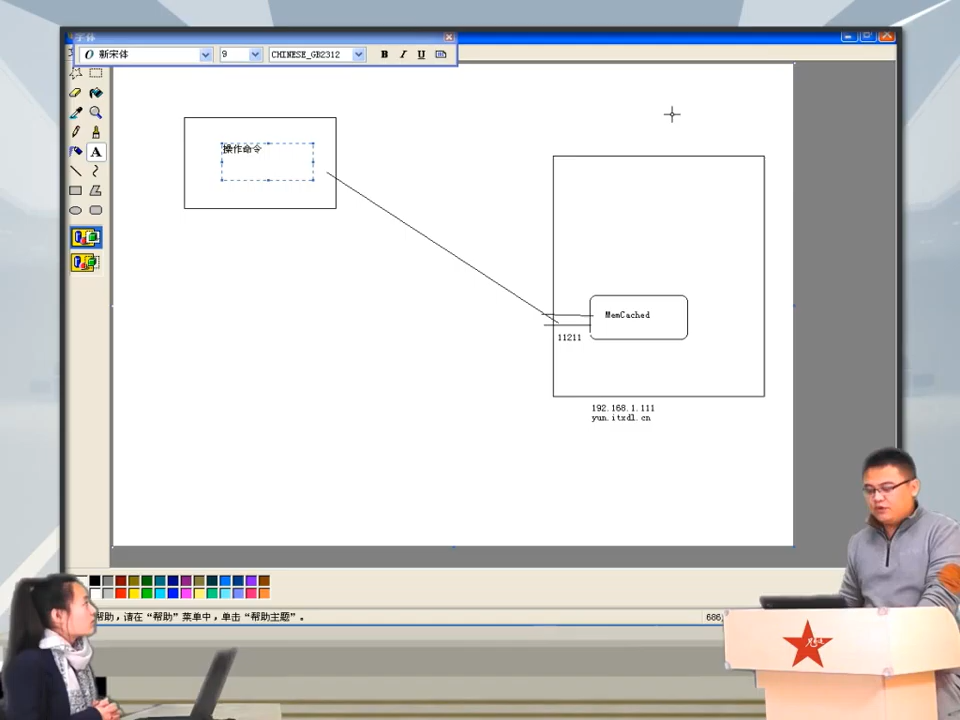 字体
新宋体
9
CHINESE_GB2312
B
I
U
A
操作命令
MemCached
11211
192.168.1.111
yun.itxdl.cn
帮助,请在“帮助”菜单中,单击“帮助主题”。
686